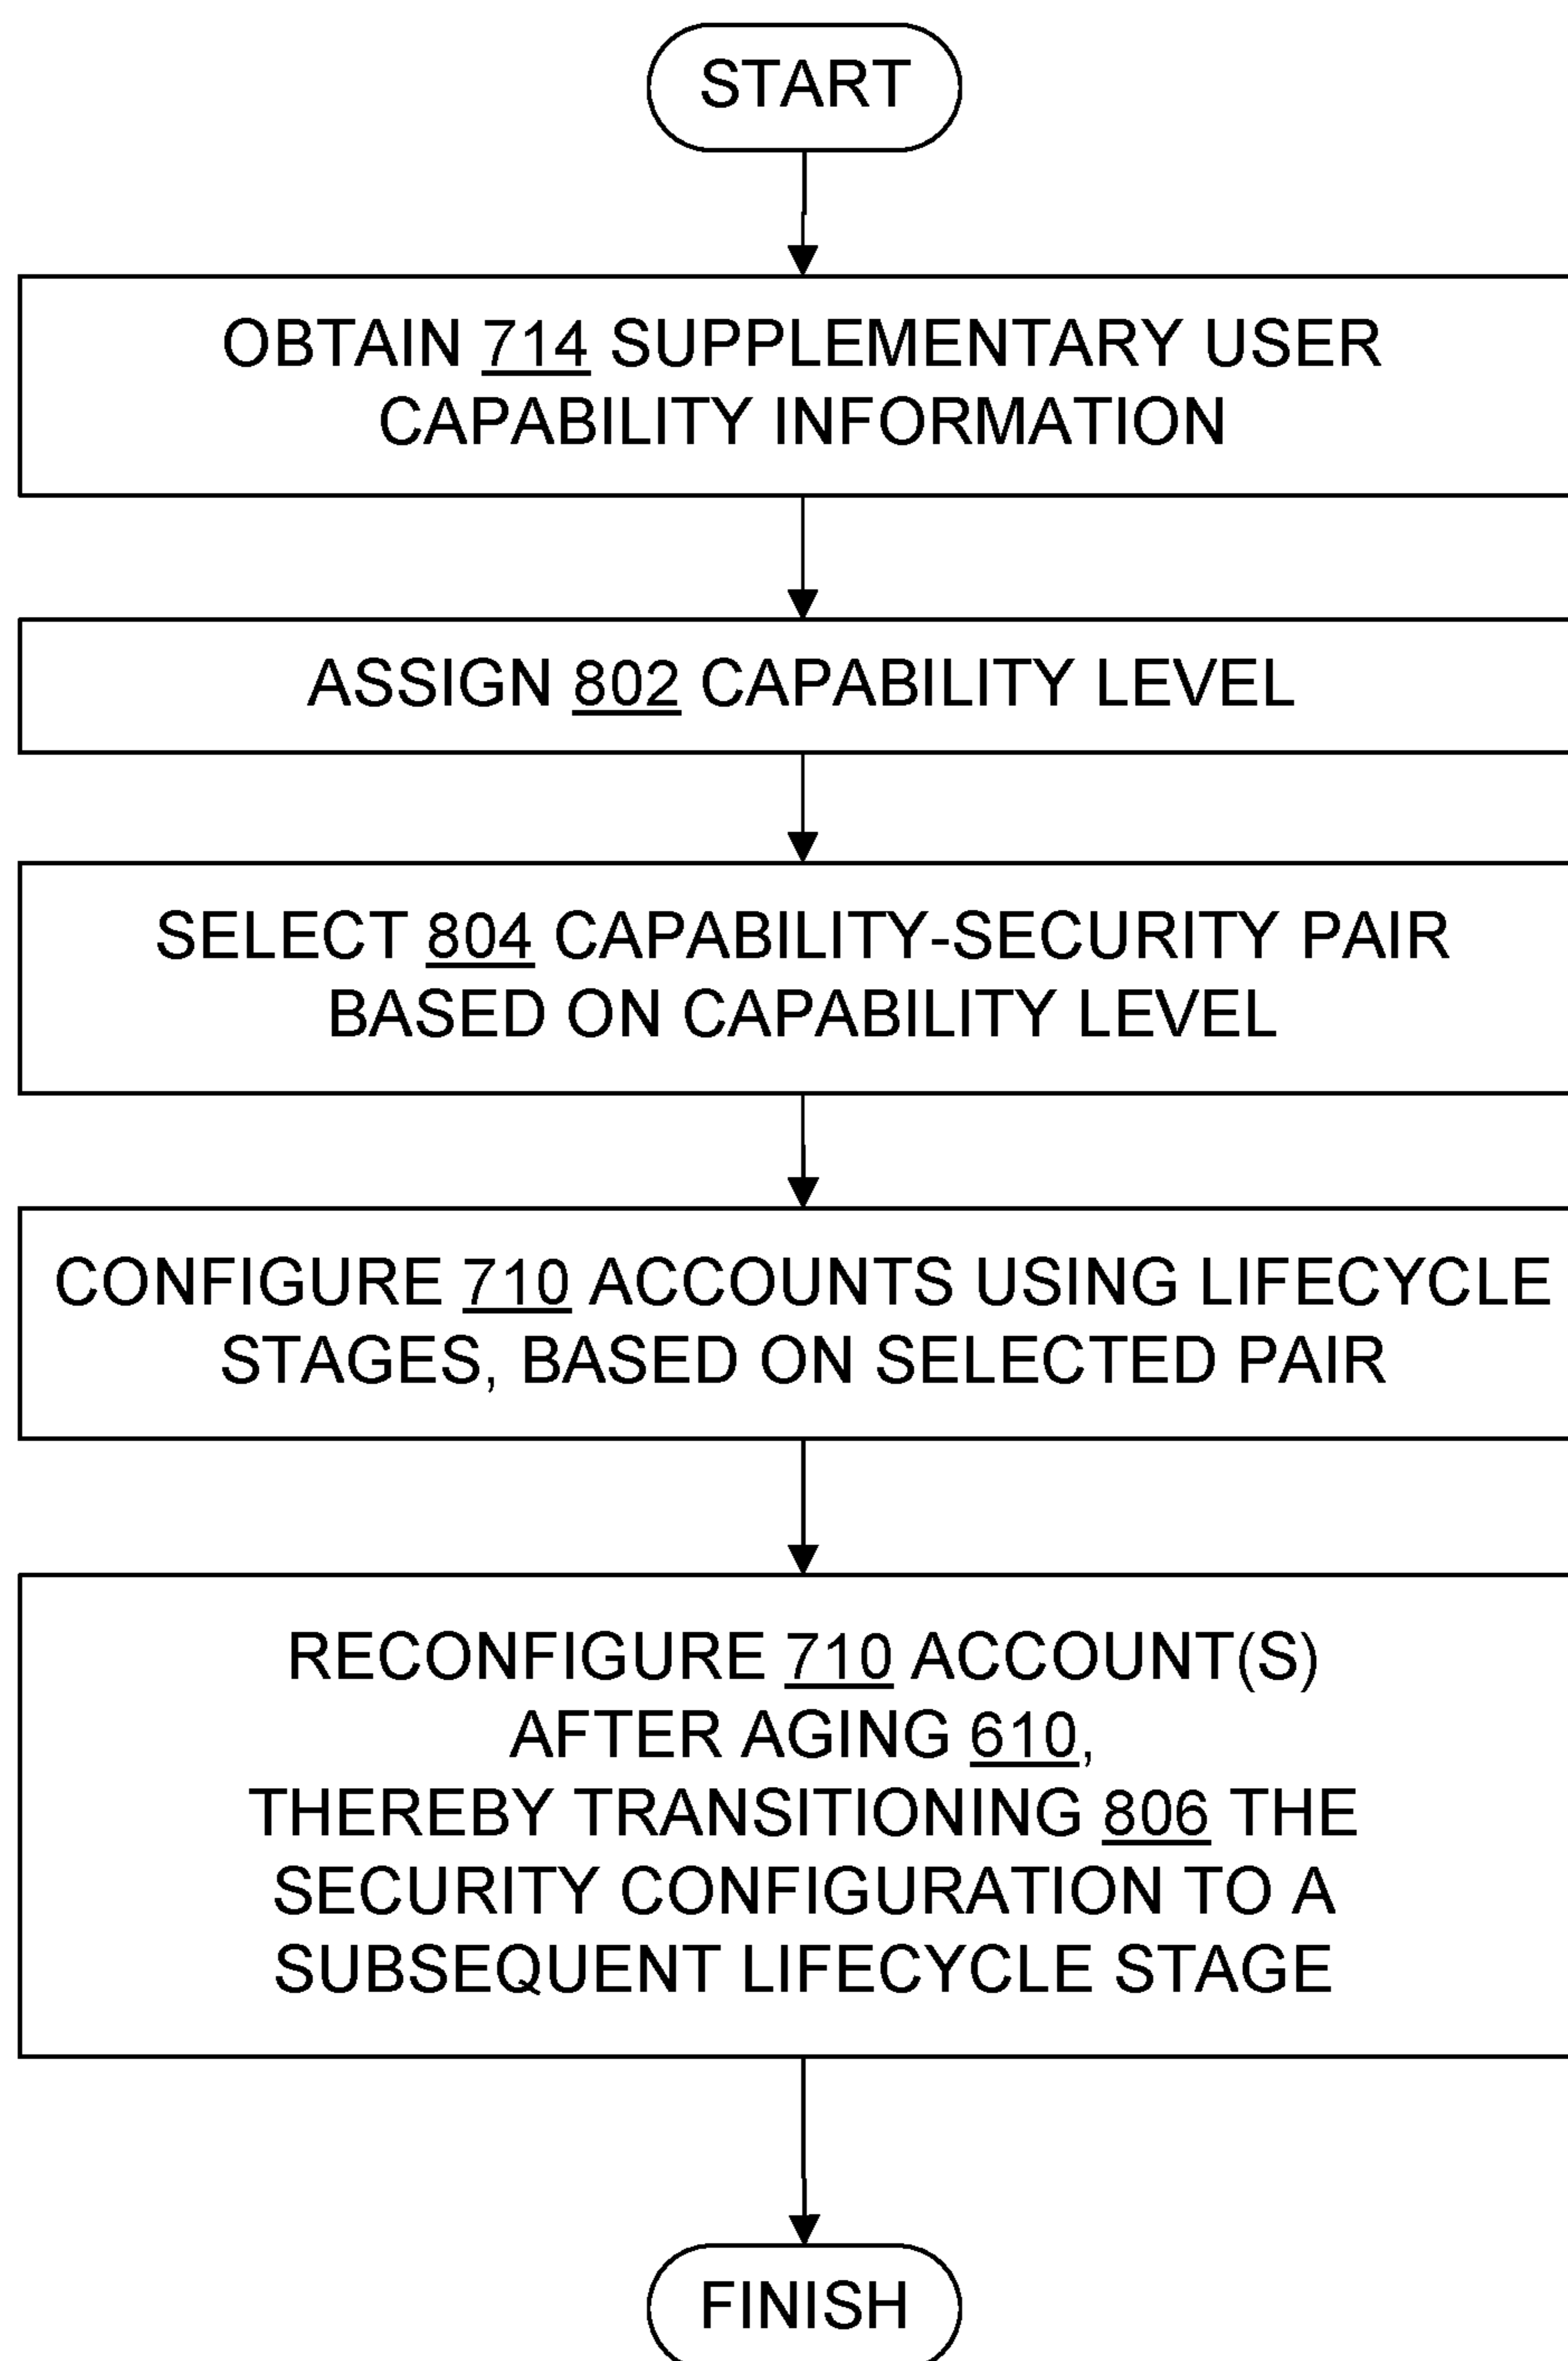 START
OBTAIN 714 SUPPLEMENTARY USER
CAPABILITY INFORMATION
ASSIGN 802 CAPABILITY LEVEL
SELECT 804 CAPABILITY-SECURITY PAIR
BASED ON CAPABILITY LEVEL
CONFIGURE 710 ACCOUNTS USING LIFECYCLE
STAGES, BASED ON SELECTED PAIR
RECONFIGURE 710 ACCOUNT(S)
AFTER AGING 610,
THEREBY TRANSITIONING 806 THE
SECURITY CONFIGURATION TO A
SUBSEQUENT LIFECYCLE STAGE
FINISH